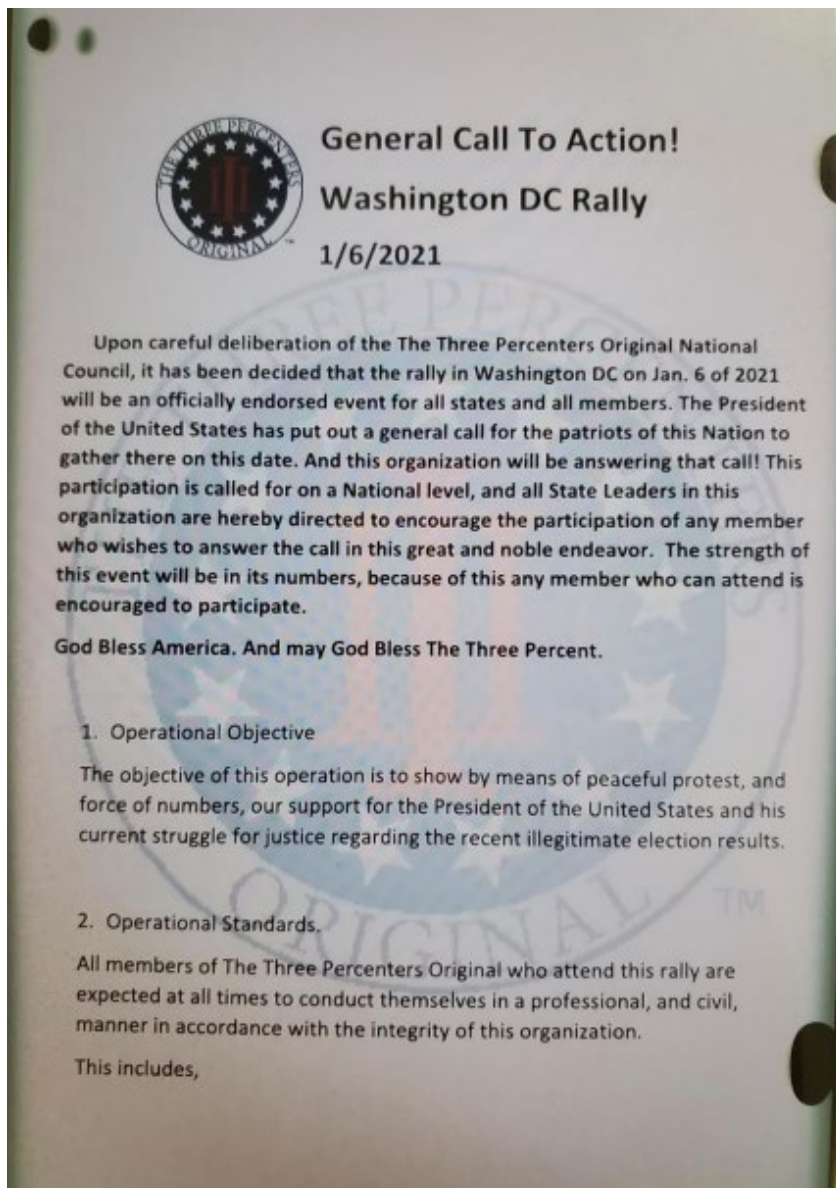 THE THREE PERCENTERS
ORIGINAL
TM
General Call To Action!
Washington DC Rally
1/6/2021
Upon careful deliberation of the The Three Percenters Original National
Council, it has been decided that the rally in Washington DC on Jan. 6 of 2021
will be an officially endorsed event for all states and all members. The President
of the United States has put out a general call for the patriots of this Nation to
gather there on this date. And this organization will be answering that call! This
participation is called for on a National level, and all State Leaders in this
organization are hereby directed to encourage the participation of any member
who wishes to answer the call in this great and noble endeavor. The strength of
this event will be in its numbers, because of this any member who can attend is
encouraged to participate.
God Bless America. And may God Bless The Three Percent.
1. Operational Objective
The objective of this operation is to show by means of peaceful protest, and
force of numbers, our support for the President of the United States and his
current struggle for justice regarding the recent illegitimate election results.
2. Operational Standards.
All members of The Three Percenters Original who attend this rally are
expected at all times to conduct themselves in a professional, and civil,
manner in accordance with the integrity of this organization.
This includes,
THE THREE PERCENTERS
ORIGINAL
TM